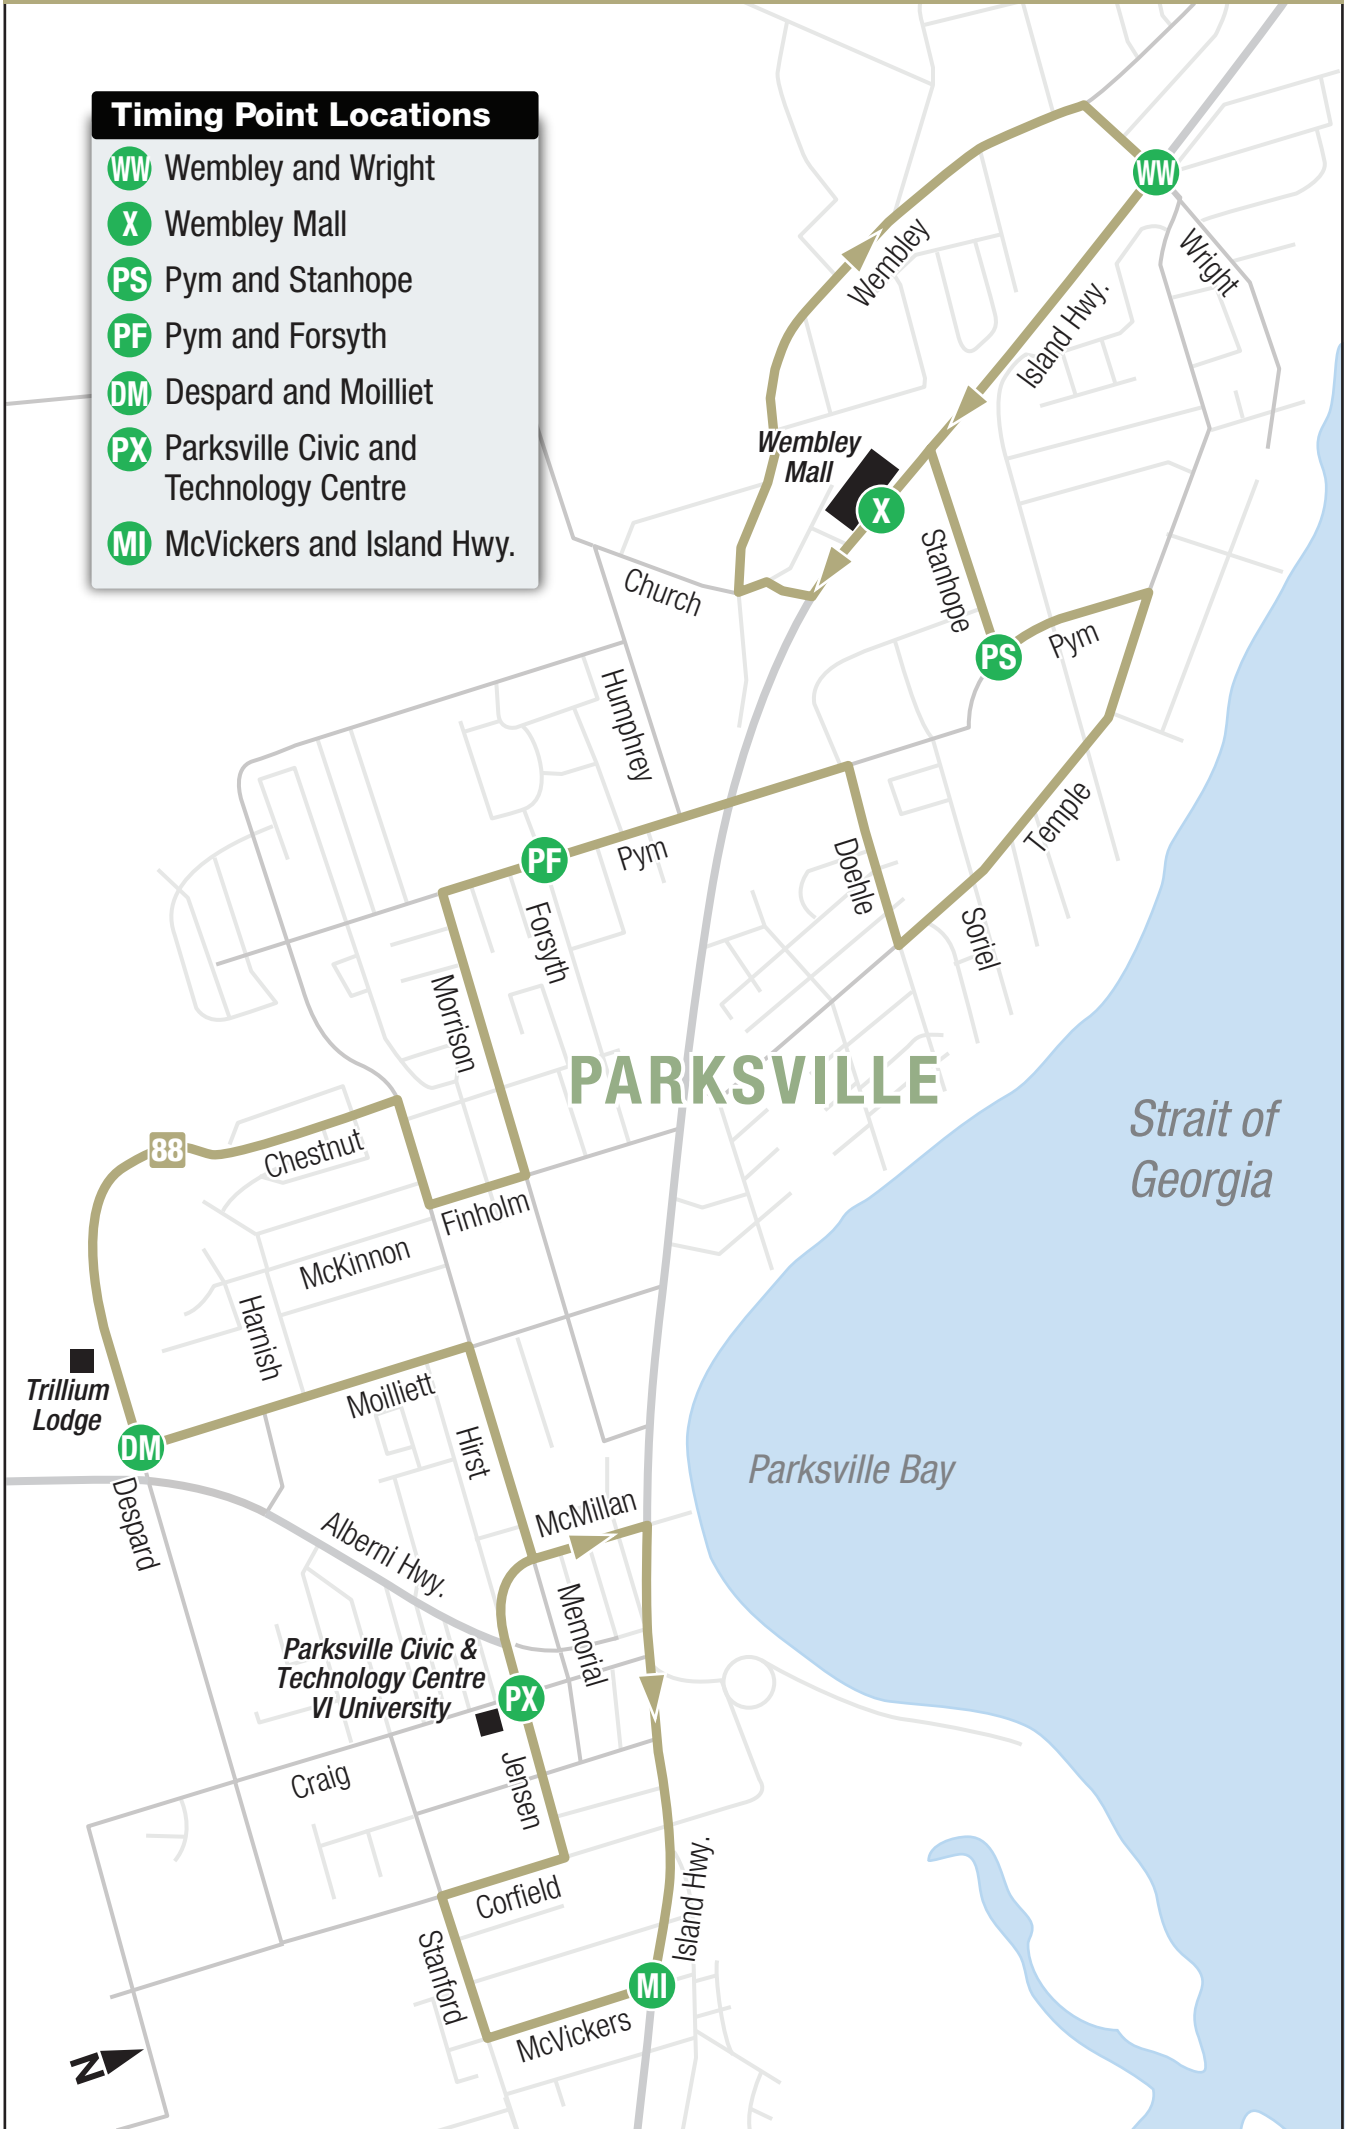 Timing Point Locations
WW Wembley and Wright
X Wembley Mall
PS Pym and Stanhope
PF Pym and Forsyth
DM Despard and Moilliet
PX Parksville Civic and
Technology Centre
MI McVickers and Island Hwy.
WW
Wembley
Wright
Island Hwy.
Wembley
Mall
X
Stanhope
Church
PS
Pym
Humphrey
Temple
Doehle
PF
Pym
Forsyth
Soriel
Morrison
PARKSVILLE
Strait of
Georgia
88
Chestnut
Finholm
McKinnon
Harnish
Trillium
Lodge
Moilliett
DM
Hirst
Parksville Bay
Despard
McMillan
Alberni Hwy.
Memorial
Parksville Civic &
Technology Centre
VI University
PX
Craig
Jensen
Corfield
Island Hwy.
Stanford
MI
McVickers
N